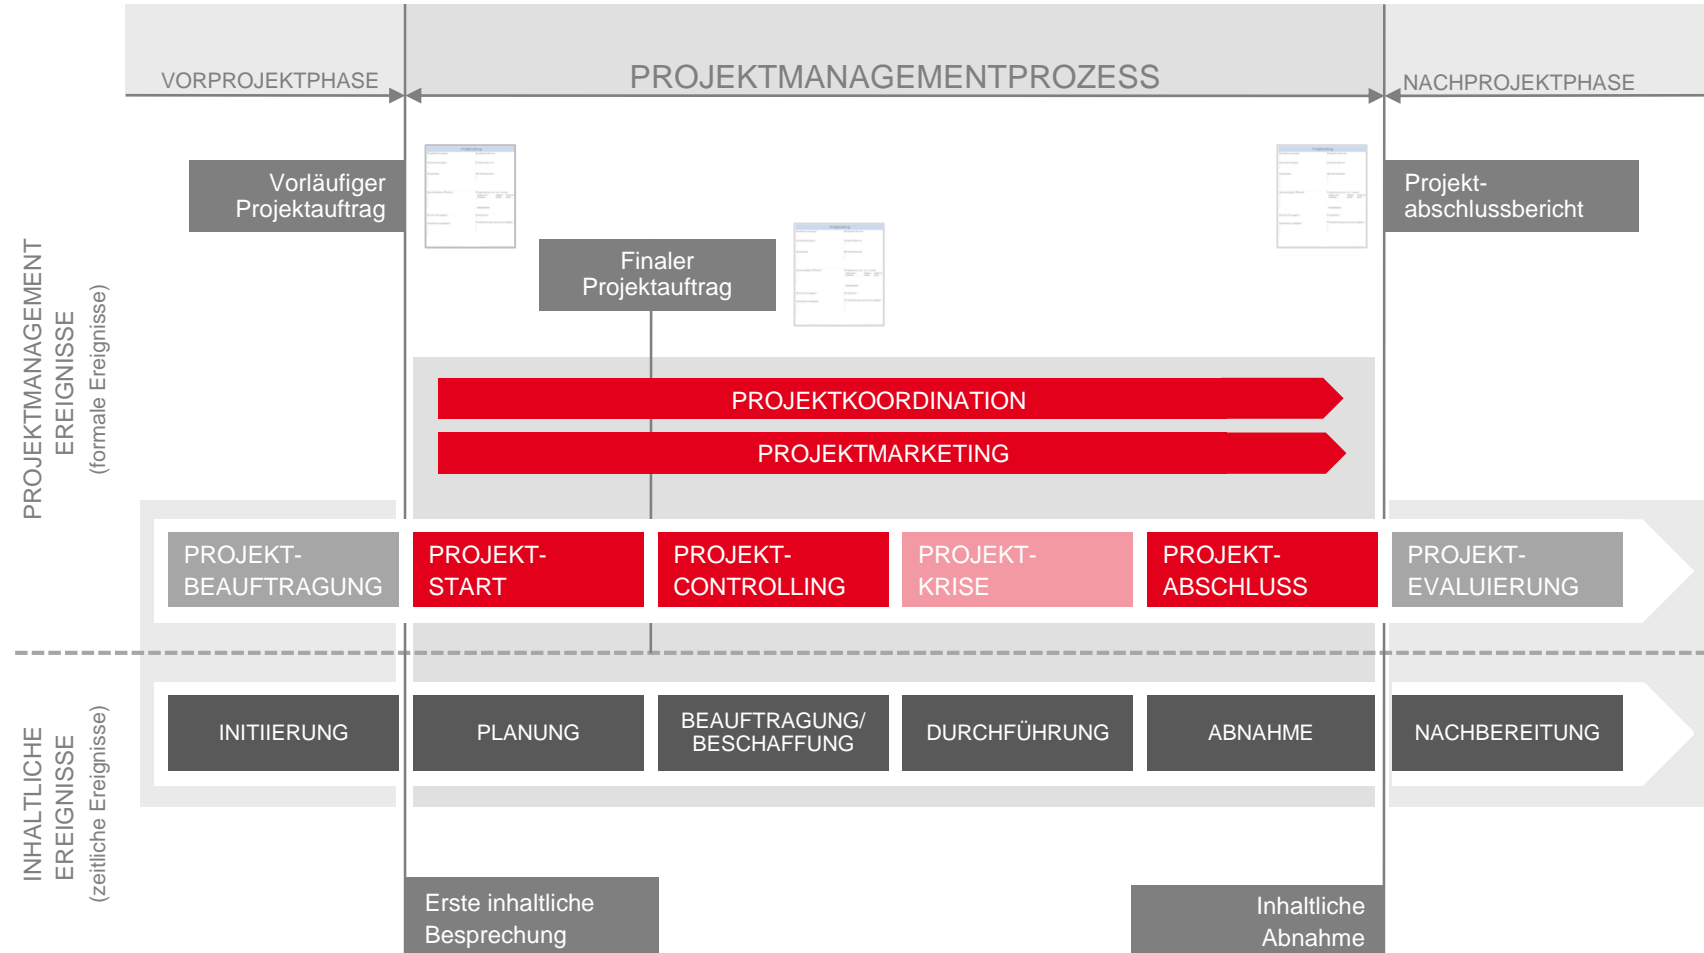 VORPROJEKTPHASE
PROJEKTMANAGEMENTPROZESS
NACHPROJEKTPHASE
Vorläufiger
Projektauftrag
Projekt-
abschlussbericht
Finaler
Projektauftrag
PROJEKTMANAGEMENT
EREIGNISSE
(formale Ereignisse)
PROJEKTKOORDINATION
PROJEKTMARKETING
PROJEKT-
BEAUFTRAGUNG
PROJEKT-
START
PROJEKT-
CONTROLLING
PROJEKT-
KRISE
PROJEKT-
ABSCHLUSS
PROJEKT-
EVALUIERUNG
INHALTLICHE
EREIGNISSE
(zeitliche Ereignisse)
INITIIERUNG
PLANUNG
BEAUFTRAGUNG/
BESCHAFFUNG
DURCHFÜHRUNG
ABNAHME
NACHBEREITUNG
Erste inhaltliche
Besprechung
Inhaltliche
Abnahme